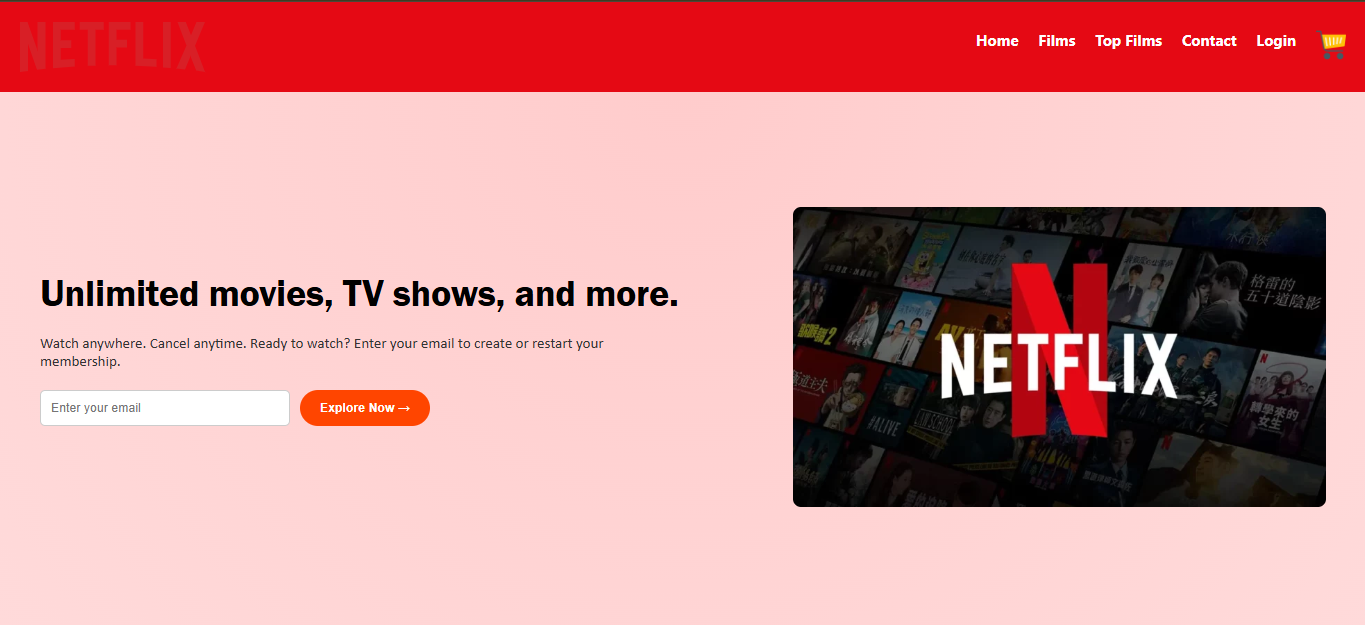 NETFLIX
Home Films Top Films Contact Login
Unlimited movies, TV shows, and more.
Watch anywhere. Cancel anytime. Ready to watch? Enter your email to create or restart your
membership.
Enter your email
Explore Now →
格雷的
五十道陰影
#ALIVE
N
轉學來的
女生
NETFLIX